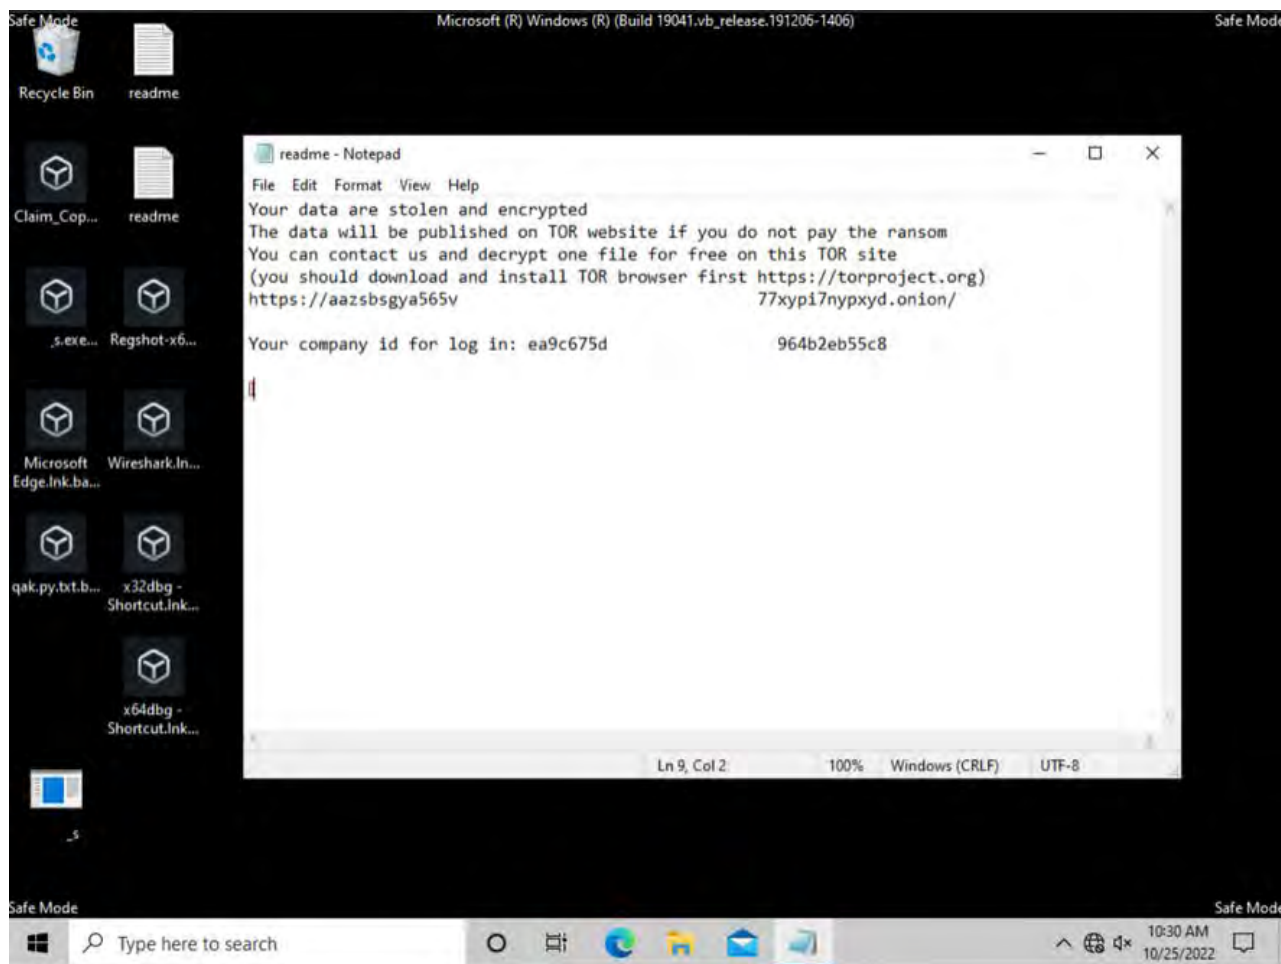 Safe Mode
Microsoft (R) Windows (R) (Build 19041.vb_release.191206-1406)
Safe Mode
Recycle Bin
readme
Claim_Cop...
readme
_s.exe...
Regshot-x6...
Microsoft
Edge.lnk.ba...
Wireshark.ln...
qak.py.txt.b...
x32dbg -
Shortcut.lnk...
x64dbg -
Shortcut.lnk...
_s
readme - Notepad
File Edit Format View Help
Your data are stolen and encrypted
The data will be published on TOR website if you do not pay the ransom
You can contact us and decrypt one file for free on this TOR site
(you should download and install TOR browser first https://torproject.org)
https://aazsbsgya565v 77xypi7nypxyd.onion/
Your company id for log in: ea9c675d 964b2eb55c8
Ln 9, Col 2 100% Windows (CRLF) UTF-8
Safe Mode
Safe Mode
Type here to search
10:30 AM
10/25/2022